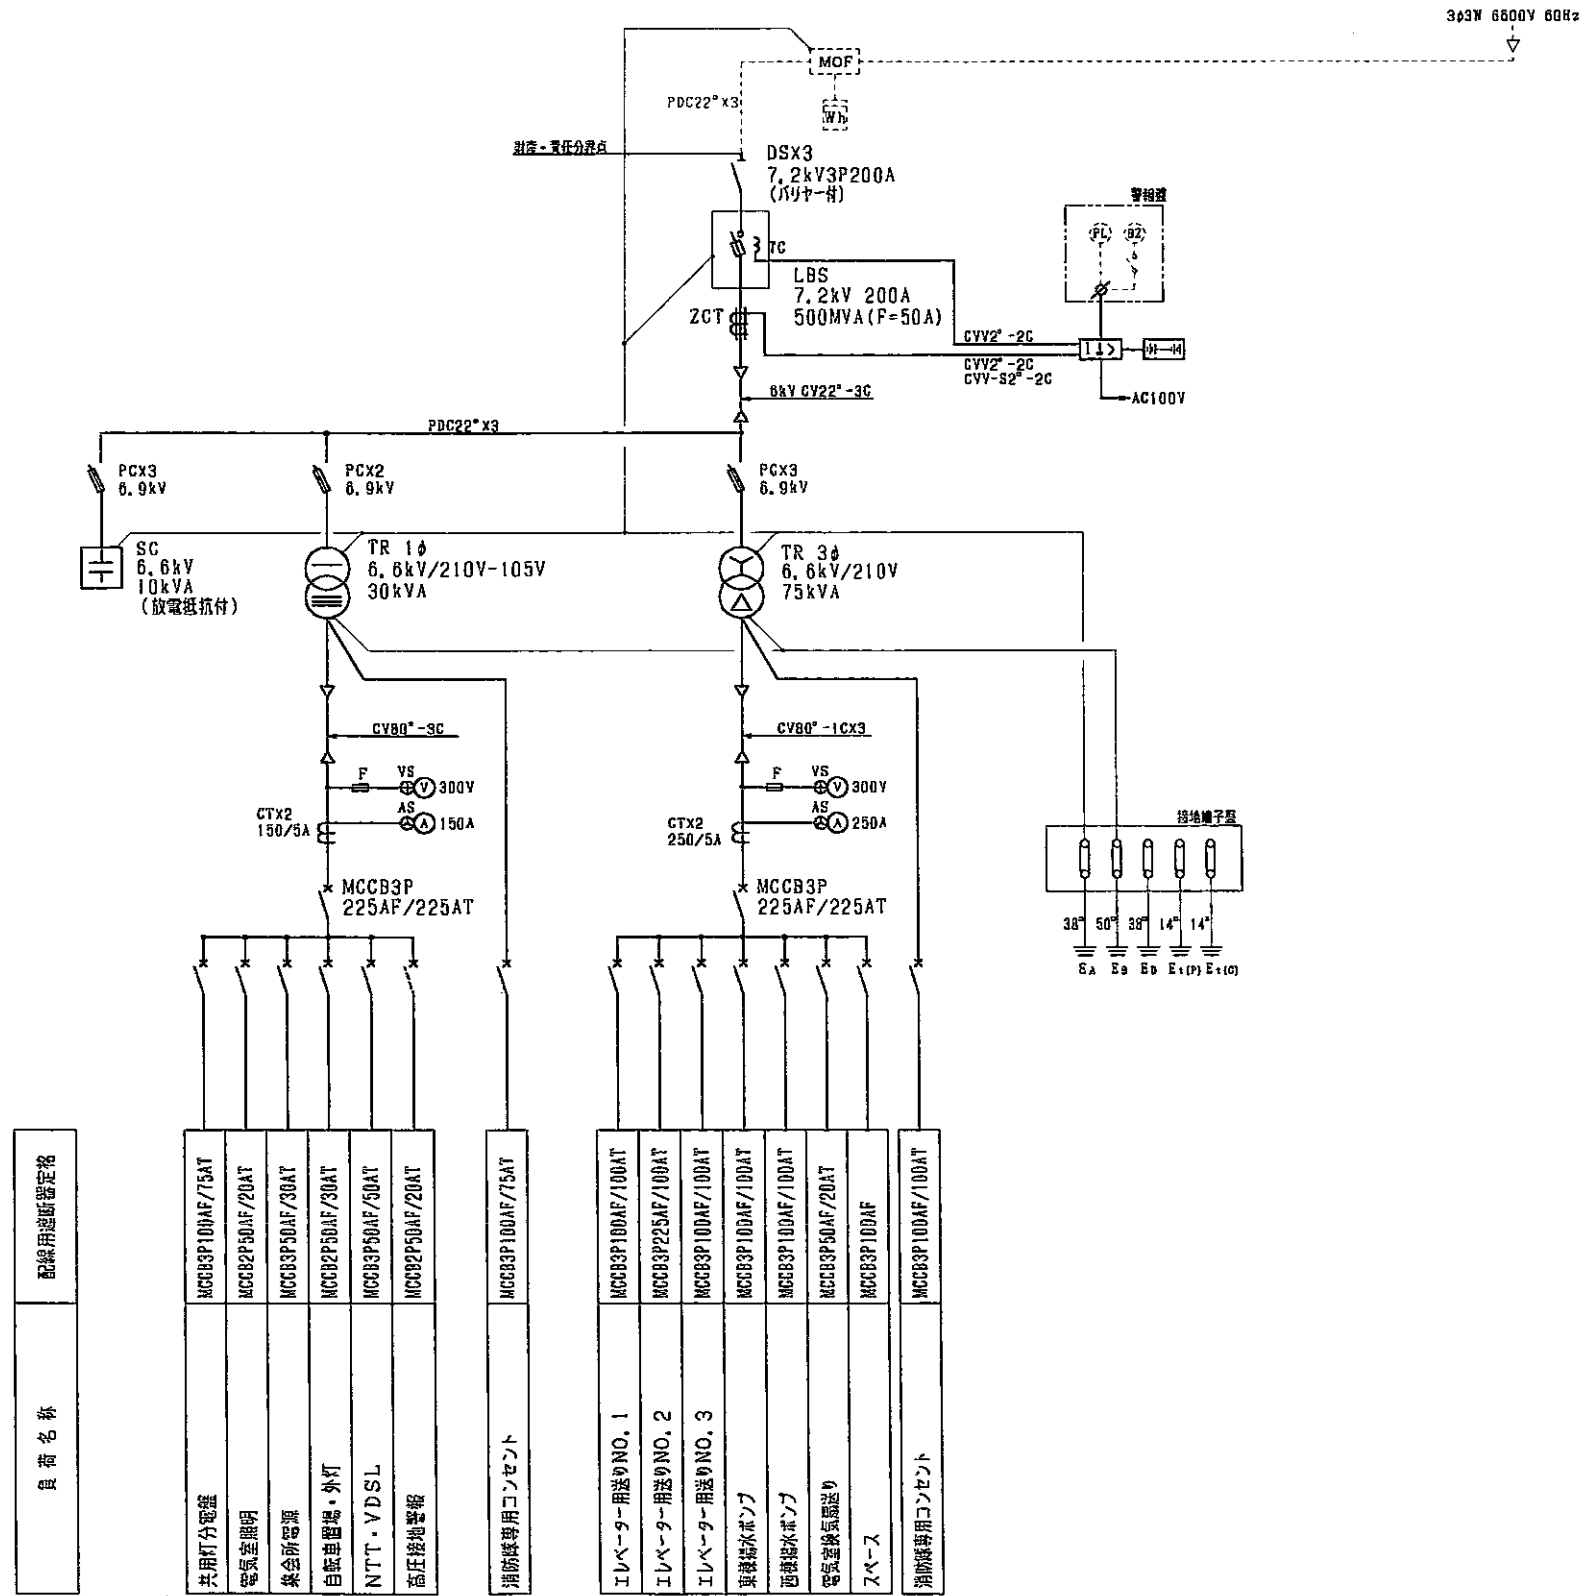 3φ3W 6600V 60Hz
MOF
PDC22°X3
Wh
財産・責任分界点
DSX3
7.2kV3P200A
(バリヤー付)
警報盤
PL
BZ
TC
LBS
7.2kV 200A
500MVA(F=50A)
ZCT
CVV2°-2C
CVV2°-2C
CVV-S2°-2C
I⏚>
AC100V
6kV CV22°-3C
PDC22°X3
PCX3
6.9kV
PCX2
6.9kV
PCX3
6.9kV
SC
6.6kV
10kVA
(放電抵抗付)
TR 1φ
6.6kV/210V-105V
30kVA
TR 3φ
6.6kV/210V
75kVA
CV80°-3C
CV80°-1CX3
F
VS
V
300V
AS
A
150A
CTX2
150/5A
F
VS
V
300V
AS
A
250A
CTX2
250/5A
MCCB3P
225AF/225AT
MCCB3P
225AF/225AT
接地端子盤
38°
50°
38°
14°
14°
EA
EB
ED
Et(P)
Et(C)
配線用遮断器定格
MCCB3P100AF/75AT
MCCB2P50AF/20AT
MCCB3P50AF/30AT
MCCB2P50AF/30AT
MCCB3P50AF/50AT
MCCB2P50AF/20AT
MCCB3P100AF/75AT
MCCB3P100AF/100AT
MCCB3P225AF/100AT
MCCB3P100AF/100AT
MCCB3P100AF/100AT
MCCB3P100AF/100AT
MCCB3P50AF/20AT
MCCB3P100AF
MCCB3P100AF/100AT
負荷名称
共用灯分電盤
電気室照明
集会所電源
自転車置場・外灯
NTT・VDSL
高圧接地警報
消防隊専用コンセント
エレベーター用送りNO.1
エレベーター用送りNO.2
エレベーター用送りNO.3
東棟揚水ポンプ
西棟揚水ポンプ
電気室換気扇送り
スペース
消防隊専用コンセント